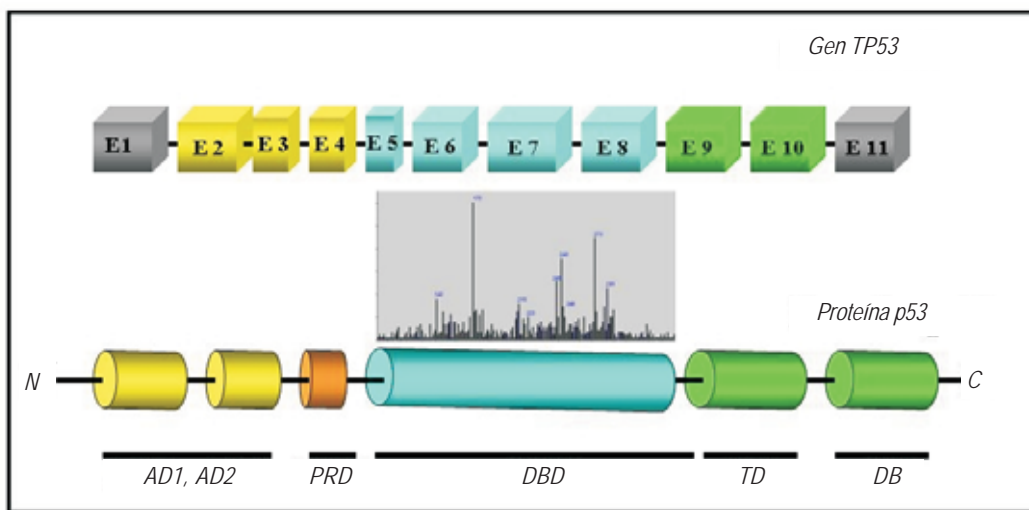 Gen TP53
E1 E 2 E 3 E 4 E 5 E 6 E 7 E 8 E 9 E 10 E 11
Proteína p53
N C
AD1, AD2 PRD DBD TD DB